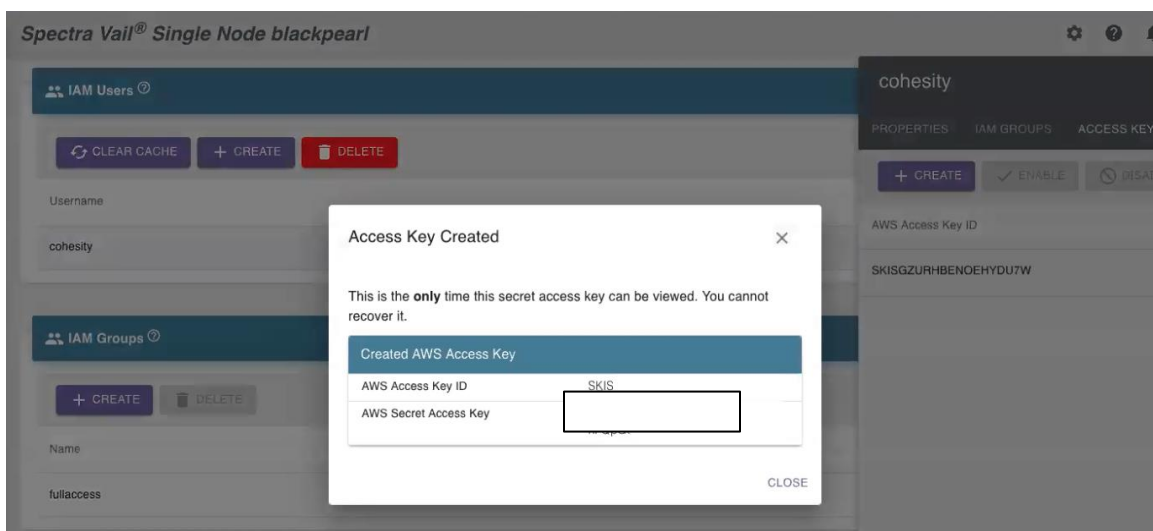 Spectra Vail® Single Node blackpearl
IAM Users
CLEAR CACHE
+ CREATE
DELETE
Username
cohesity
IAM Groups
+ CREATE
DELETE
Name
fullaccess
cohesity
PROPERTIES IAM GROUPS ACCESS KEY
+ CREATE
ENABLE
DISA
AWS Access Key ID
SKISGZURHBENOEHYDU7W
Access Key Created
This is the only time this secret access key can be viewed. You cannot
recover it.
Created AWS Access Key
AWS Access Key ID SKIS
AWS Secret Access Key
CLOSE